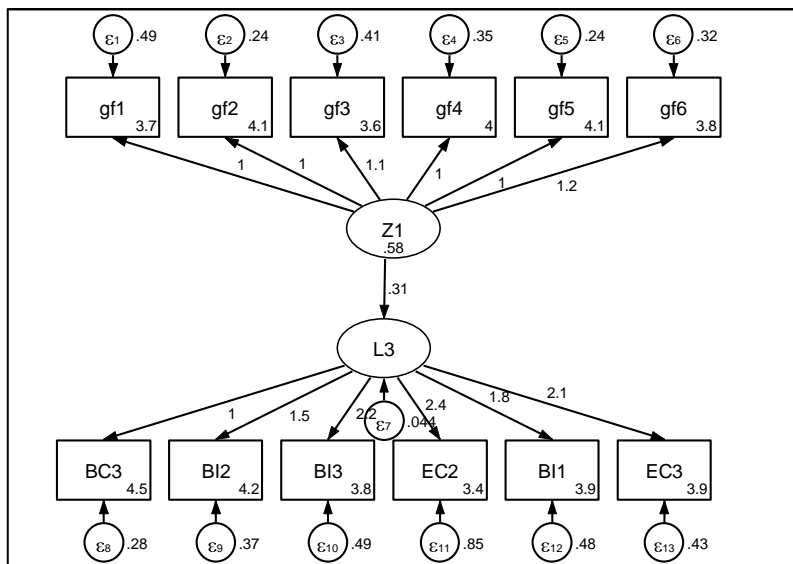 ε1 .49 ε2 .24 ε3 .41 ε4 .35 ε5 .24 ε6 .32
gf1 gf2 gf3 gf4 gf5 gf6
3.7 4.1 3.6 4 4.1 3.8
1 1 1.1 1 1 1.2
Z1
.58
.31
L3
1 1.5 2.2 2.4 1.8 2.1
ε7 .044
BC3 BI2 BI3 EC2 BI1 EC3
4.5 4.2 3.8 3.4 3.9 3.9
ε8 .28 ε9 .37 ε10 .49 ε11 .85 ε12 .48 ε13 .43